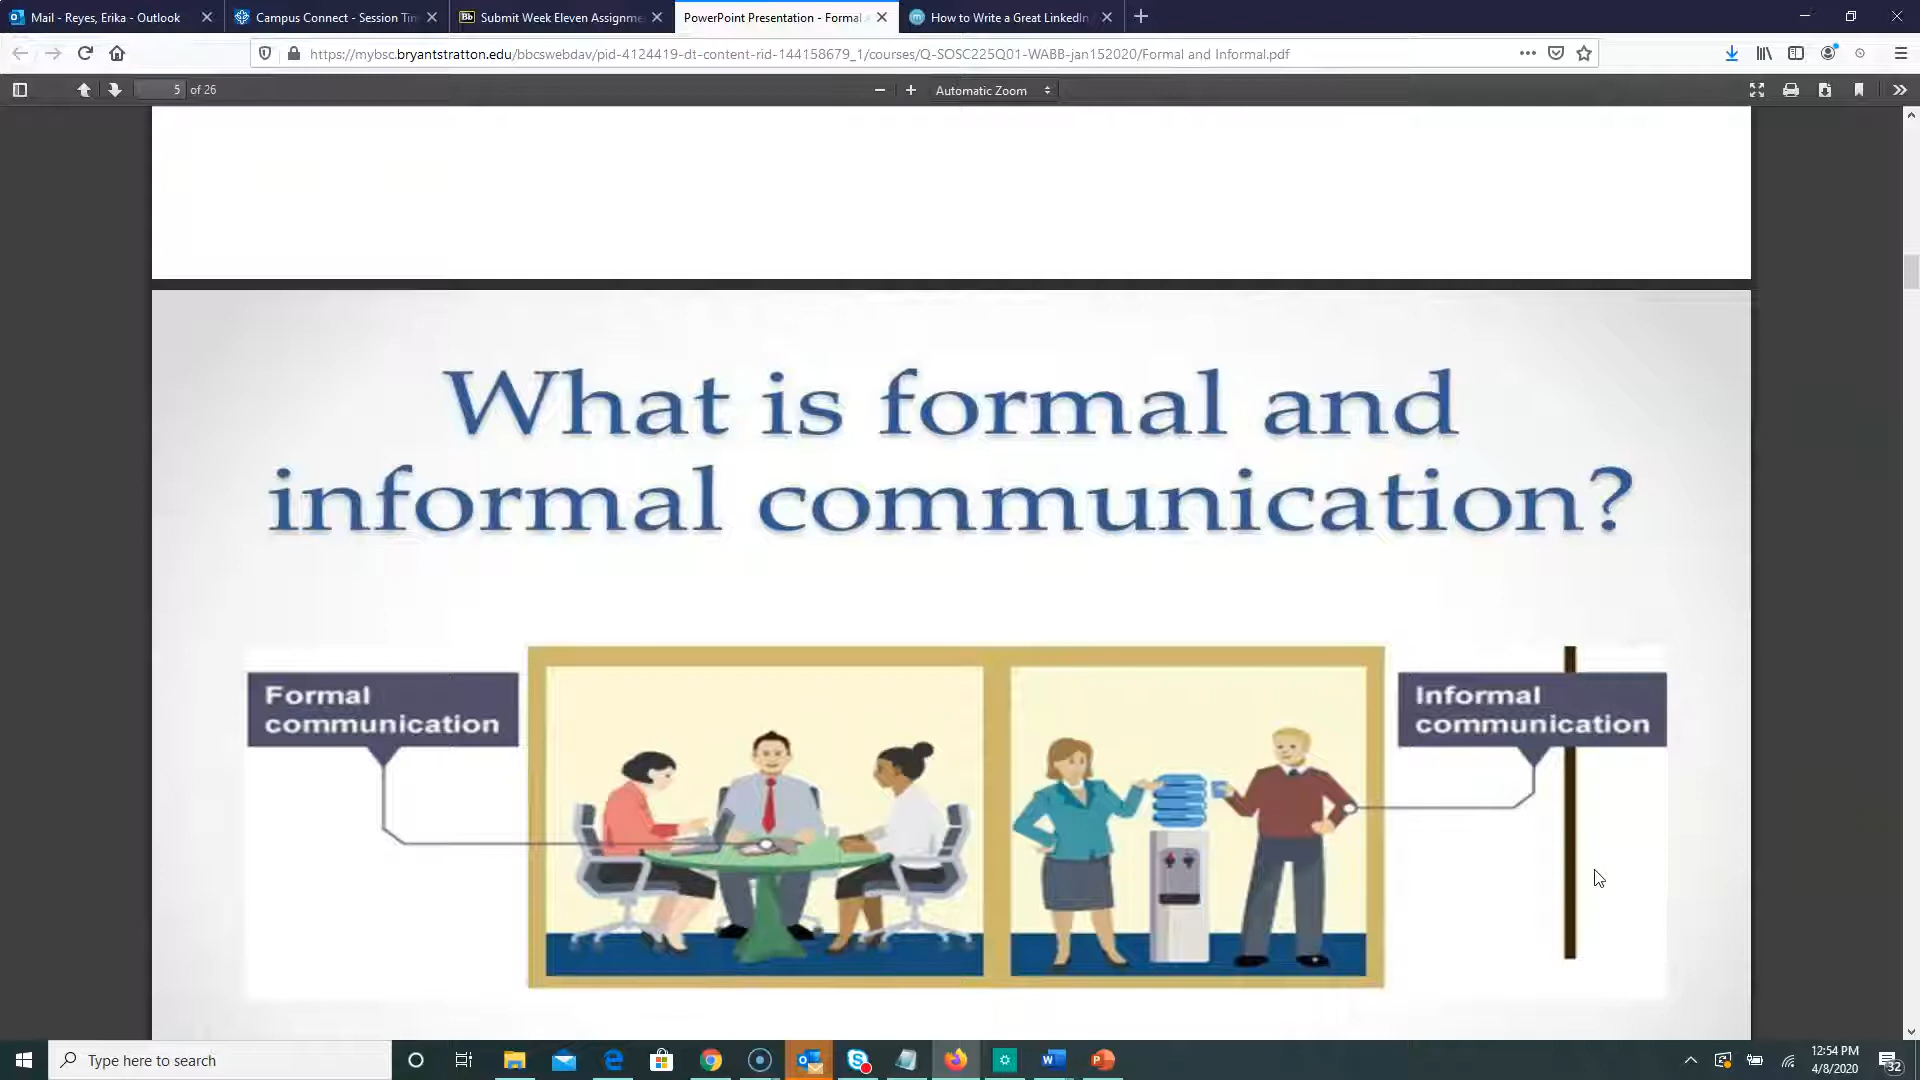 Mail - Reyes, Erika - Outlook
Campus Connect - Session Tim
Submit Week Eleven Assignme
PowerPoint Presentation - Formal
How to Write a Great LinkedIn
https://mybsc.bryantstratton.edu/bbcswebdav/pid-4124419-dt-content-rid-144158679_1/courses/Q-SOSC225Q01-WABB-jan152020/Formal and Informal.pdf
5 of 26
Automatic Zoom
What is formal and
informal communication?
Formal
communication
Informal
communication
Type here to search
12:54 PM
4/8/2020
32